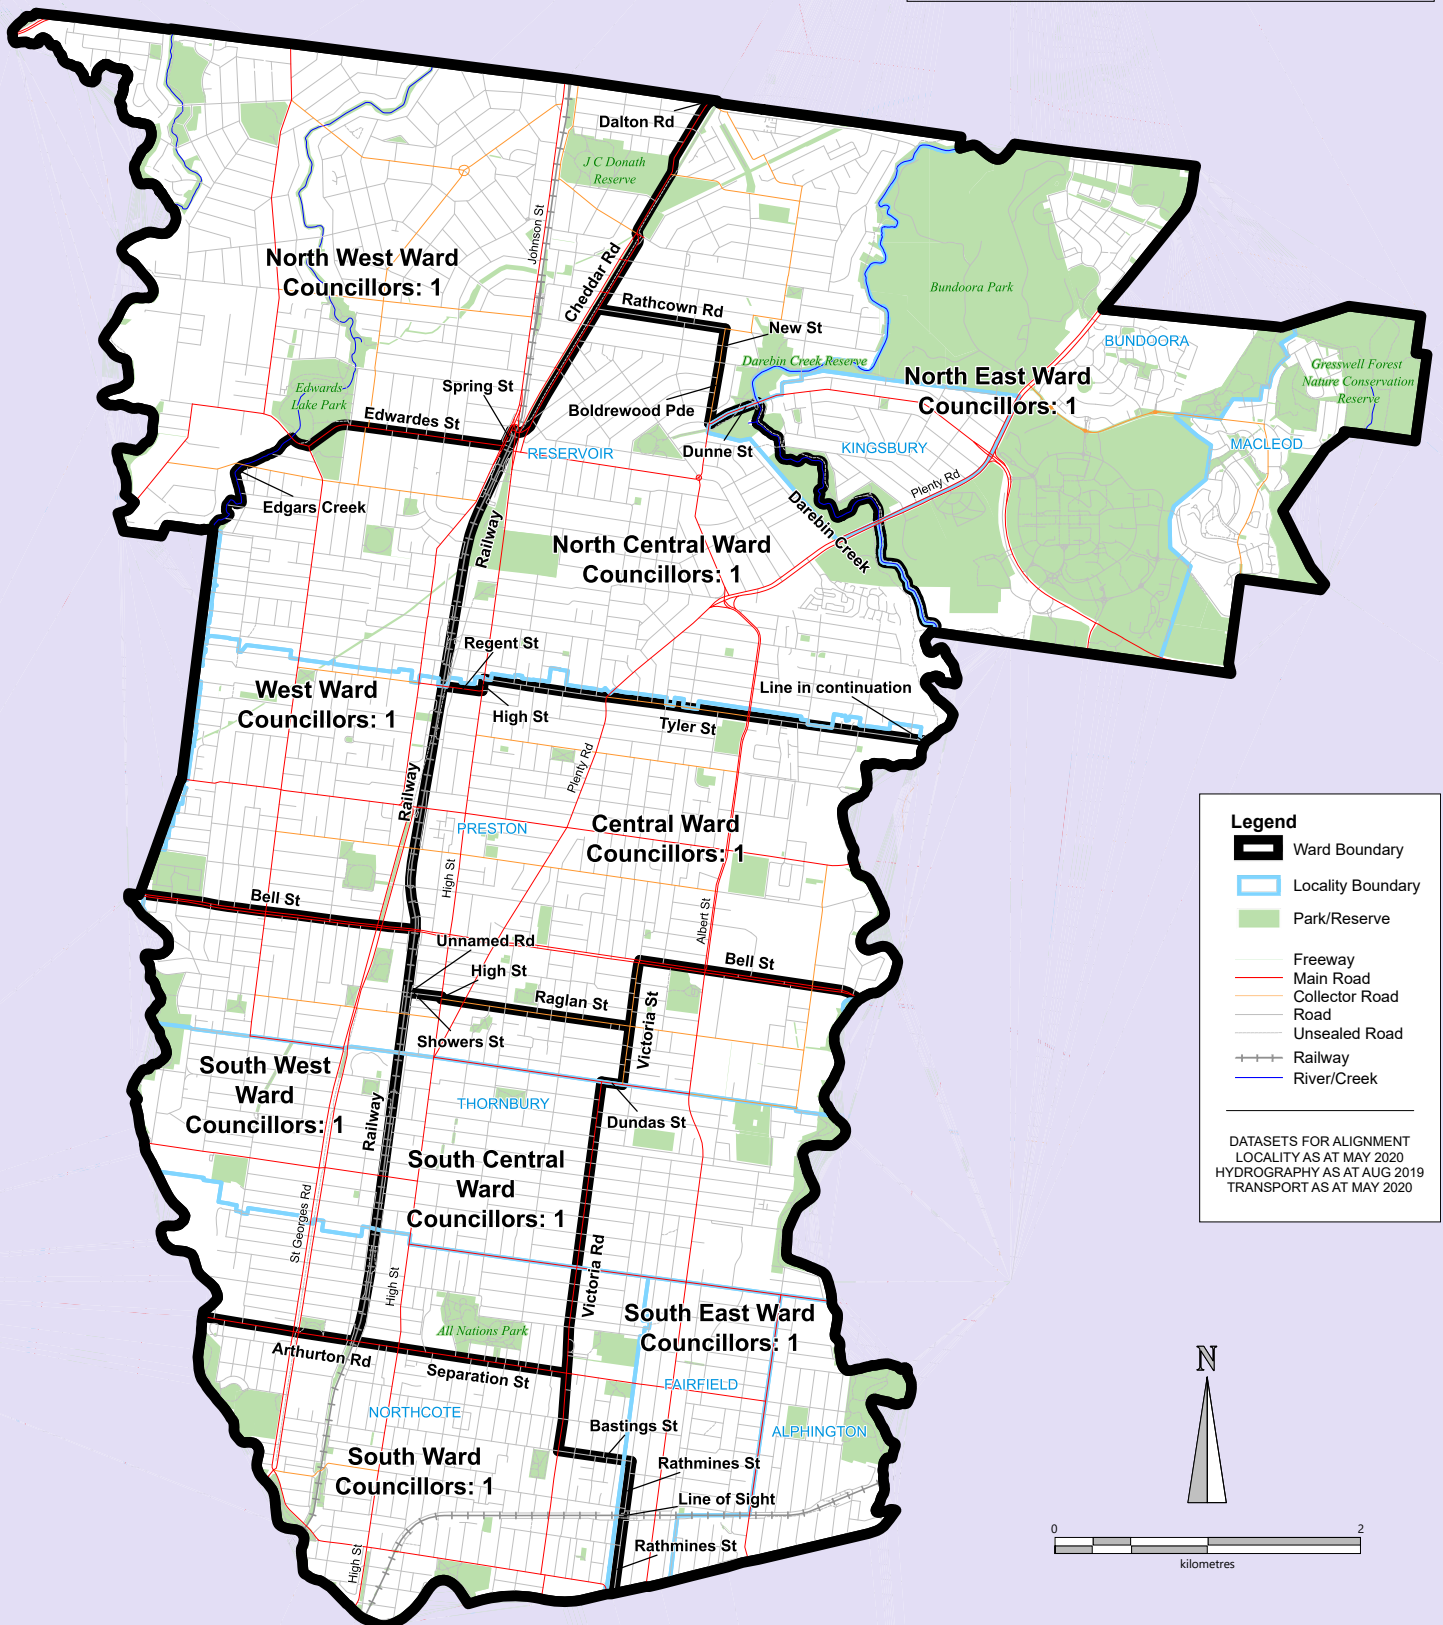 Dalton Rd
J C Donath
Reserve
Johnson St
North West Ward
Councillors: 1
Cheddar Rd
Rathcown Rd
New St
Bundoora Park
BUNDOORA
Darebin Creek Reserve
North East Ward
Councillors: 1
Gresswell Forest
Nature Conservation
Reserve
Edwards
Lake Park
Spring St
Edwardes St
Boldrewood Pde
RESERVOIR
Dunne St
KINGSBURY
MACLEOD
Plenty Rd
Edgars Creek
Railway
Darebin Creek
North Central Ward
Councillors: 1
Regent St
West Ward
Councillors: 1
High St
Line in continuation
Tyler St
Plenty Rd
Railway
PRESTON
Central Ward
Councillors: 1
High St
Bell St
Albert St
Unnamed Rd
High St
Bell St
Raglan St
Victoria St
Showers St
South West
Ward
Councillors: 1
Railway
THORNBURY
Dundas St
South Central
Ward
Councillors: 1
St Georges Rd
High St
Victoria Rd
All Nations Park
South East Ward
Councillors: 1
Arthurton Rd
Separation St
FAIRFIELD
NORTHCOTE
Bastings St
ALPHINGTON
South Ward
Councillors: 1
Rathmines St
Line of Sight
Rathmines St
High St
Legend
Ward Boundary
Locality Boundary
Park/Reserve
Freeway
Main Road
Collector Road
Road
Unsealed Road
Railway
River/Creek
DATASETS FOR ALIGNMENT
LOCALITY AS AT MAY 2020
HYDROGRAPHY AS AT AUG 2019
TRANSPORT AS AT MAY 2020
N
0 2
kilometres